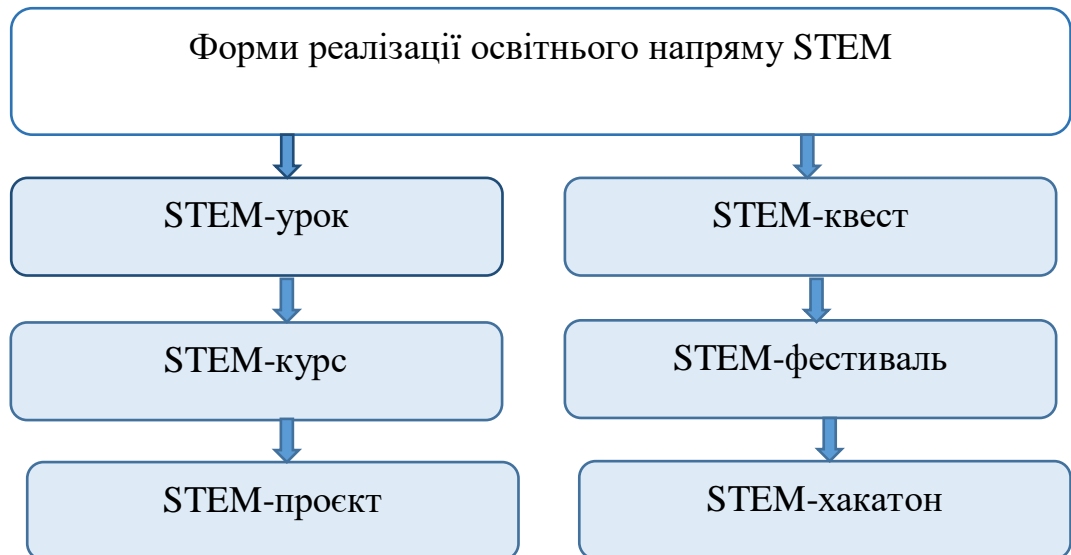 Форми реалізації освітнього напряму STEM
STEM-урок
STEM-квест
STEM-курс
STEM-фестиваль
STEM-проєкт
STEM-хакатон